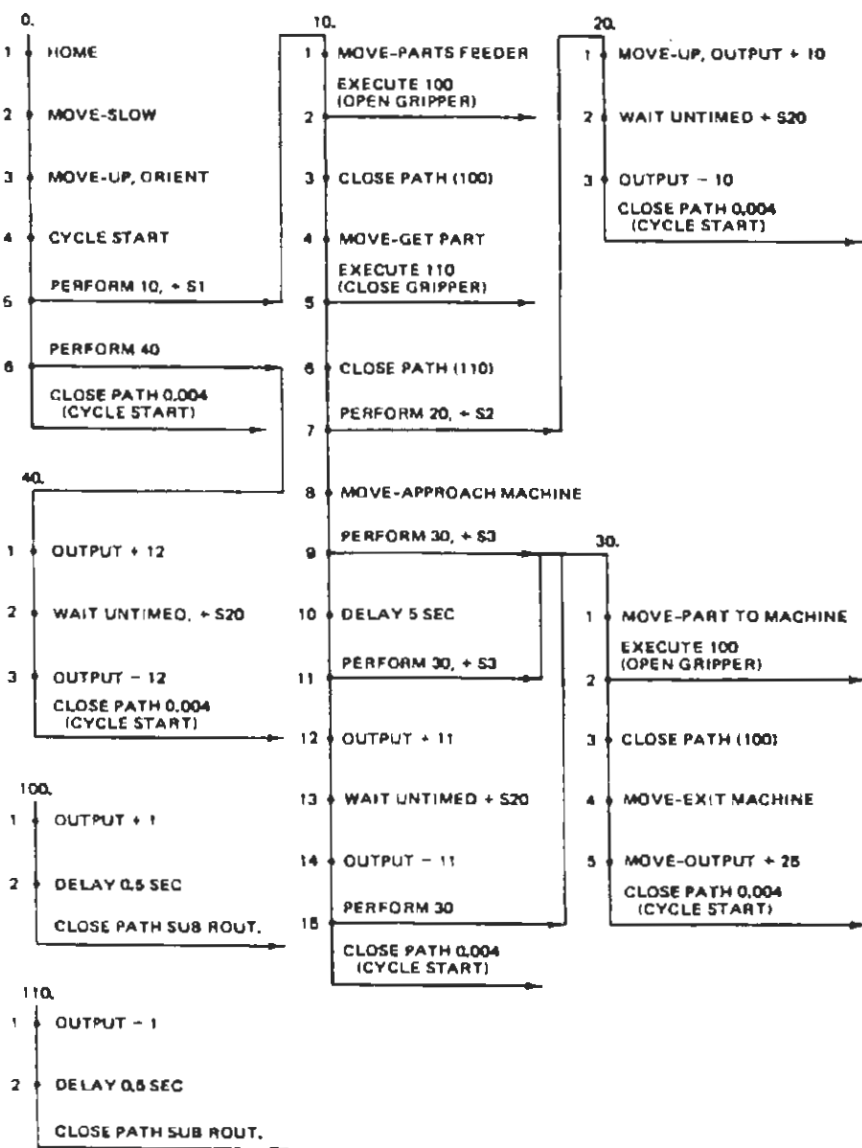 0.
1 HOME
2 MOVE-SLOW
3 MOVE-UP, ORIENT
4 CYCLE START
PERFORM 10, + S1
5
PERFORM 40
6
CLOSE PATH 0.004
(CYCLE START)
40.
1 OUTPUT + 12
2 WAIT UNTIMED, + S20
3 OUTPUT - 12
CLOSE PATH 0.004
(CYCLE START)
100.
1 OUTPUT + 1
2 DELAY 0.5 SEC
CLOSE PATH SUB ROUT.
110.
1 OUTPUT - 1
2 DELAY 0.5 SEC
CLOSE PATH SUB ROUT.
10.
1 MOVE-PARTS FEEDER
EXECUTE 100
(OPEN GRIPPER)
2
3 CLOSE PATH (100)
4 MOVE-GET PART
EXECUTE 110
(CLOSE GRIPPER)
5
6 CLOSE PATH (110)
PERFORM 20, + S2
7
8 MOVE-APPROACH MACHINE
PERFORM 30, + S3
9
10 DELAY 5 SEC
PERFORM 30, + S3
11
12 OUTPUT + 11
13 WAIT UNTIMED + S20
14 OUTPUT - 11
PERFORM 30
15
CLOSE PATH 0.004
(CYCLE START)
20.
1 MOVE-UP, OUTPUT + 10
2 WAIT UNTIMED + S20
3 OUTPUT - 10
CLOSE PATH 0.004
(CYCLE START)
30.
1 MOVE-PART TO MACHINE
EXECUTE 100
(OPEN GRIPPER)
2
3 CLOSE PATH (100)
4 MOVE-EXIT MACHINE
5 MOVE-OUTPUT + 25
CLOSE PATH 0.004
(CYCLE START)